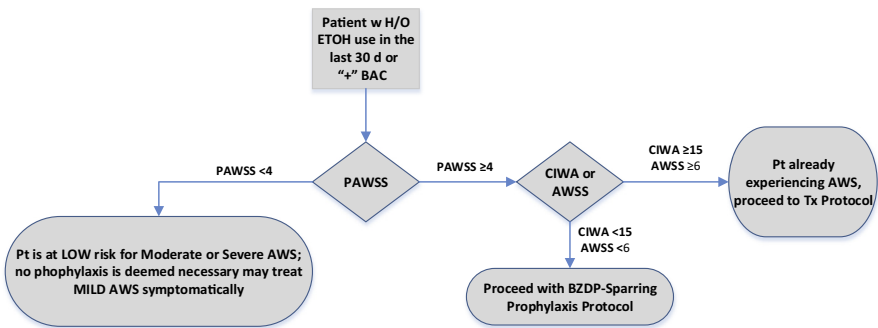 Patient w H/O
ETOH use in the
last 30 d or
“+” BAC
PAWSS <4
PAWSS
PAWSS ≥4
CIWA or
AWSS
CIWA ≥15
AWSS ≥6
Pt already
experiencing AWS,
proceed to Tx Protocol
CIWA <15
AWSS <6
Pt is at LOW risk for Moderate or Severe AWS;
no phophylaxis is deemed necessary may treat
MILD AWS symptomatically
Proceed with BZDP-Sparring
Prophylaxis Protocol